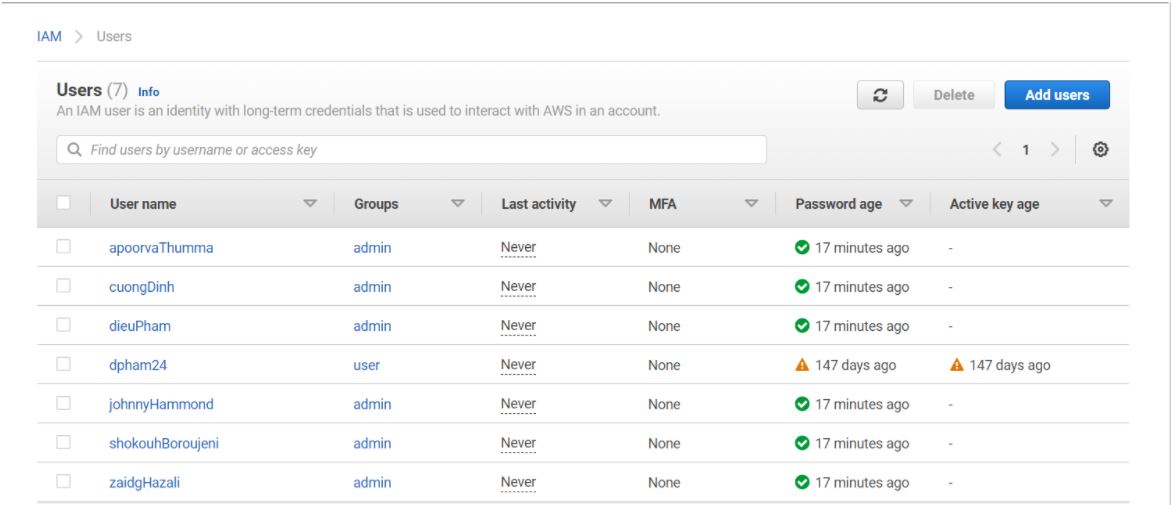 IAM > Users
Users (7) Info
An IAM user is an identity with long-term credentials that is used to interact with AWS in an account.
Delete
Add users
Find users by username or access key
< 1 >
User name Groups Last activity MFA Password age Active key age
apoorvaThumma admin Never None 17 minutes ago -
cuongDinh admin Never None 17 minutes ago -
dieuPham admin Never None 17 minutes ago -
dpham24 user Never None 147 days ago 147 days ago
johnnyHammond admin Never None 17 minutes ago -
shokouhBoroujeni admin Never None 17 minutes ago -
zaidgHazali admin Never None 17 minutes ago -